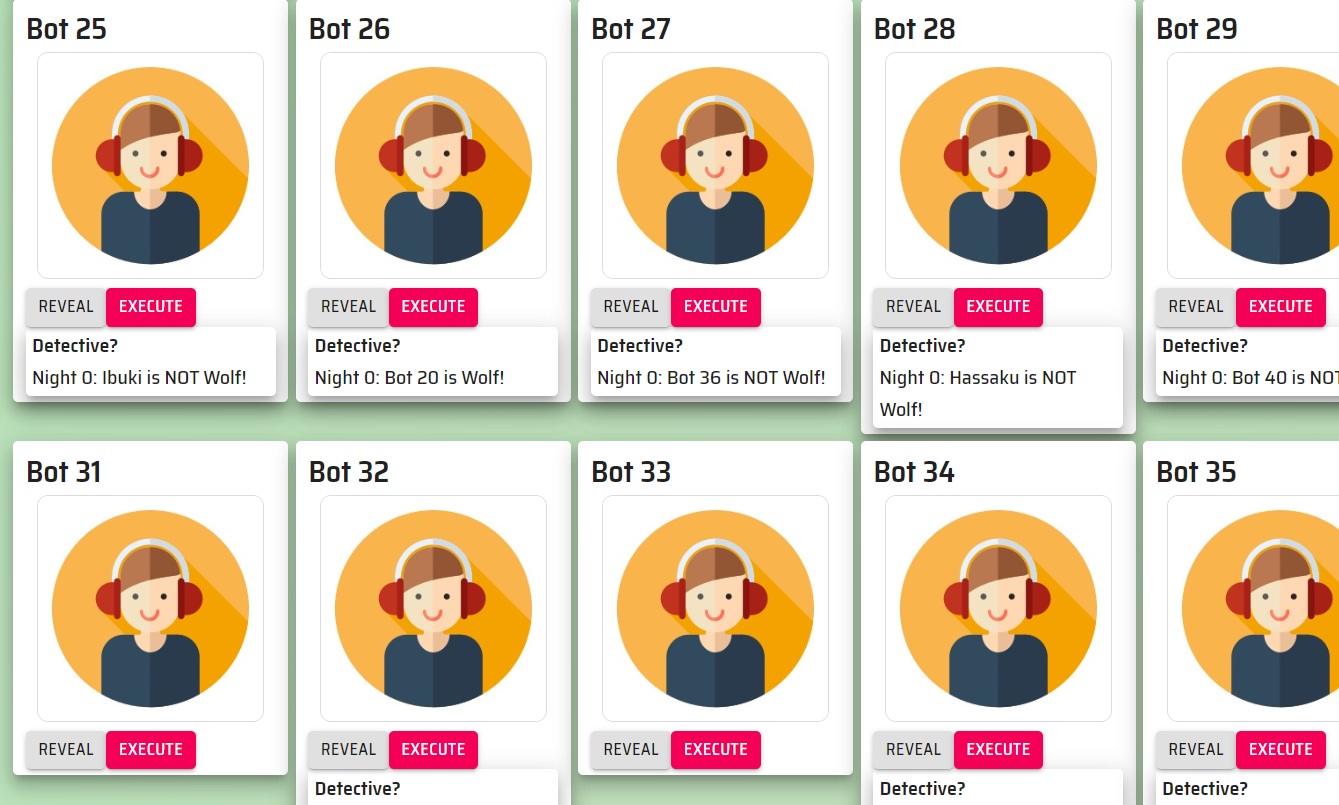 Bot 25
Bot 26
Bot 27
Bot 28
Bot 29
REVEAL EXECUTE
REVEAL EXECUTE
REVEAL EXECUTE
REVEAL EXECUTE
REVEAL EXECUTE
Detective?
Night 0: Ibuki is NOT Wolf!
Detective?
Night 0: Bot 20 is Wolf!
Detective?
Night 0: Bot 36 is NOT Wolf!
Detective?
Night 0: Hassaku is NOT
Wolf!
Detective?
Night 0: Bot 40 is NOT
Bot 31
Bot 32
Bot 33
Bot 34
Bot 35
REVEAL EXECUTE
REVEAL EXECUTE
REVEAL EXECUTE
REVEAL EXECUTE
REVEAL EXECUTE
Detective?
Detective?
Detective?